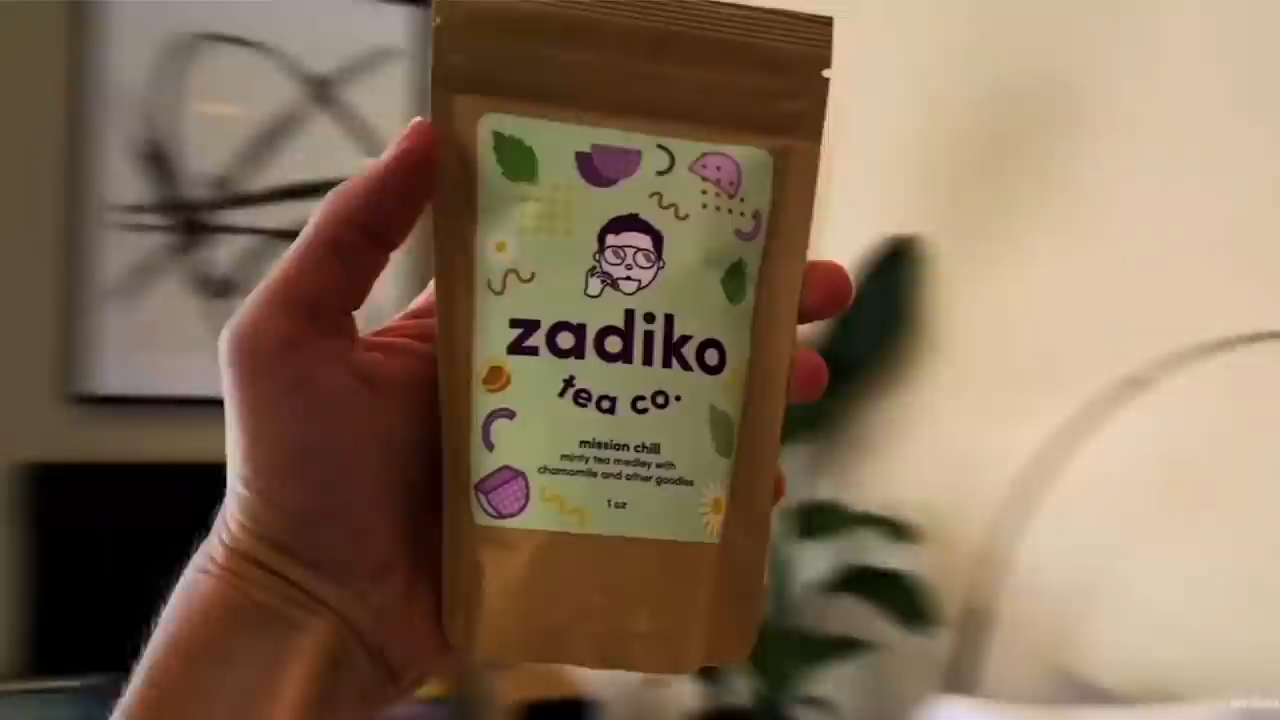 zadiko
tea co.
mission chill
minty tea medley with
chamomile and other goodies
1 oz